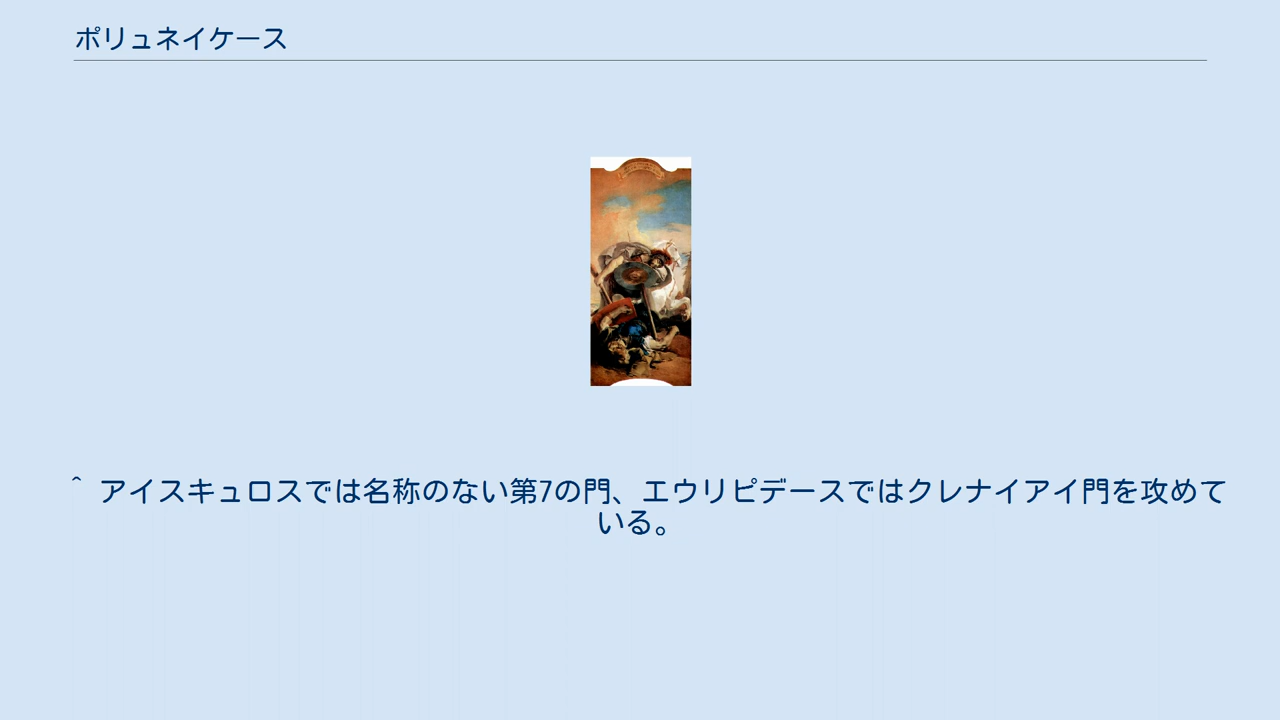 ポリュネイケース
^ アイスキュロスでは名称のない第7の門、エウリピデースではクレナイアイ門を攻めて
いる。